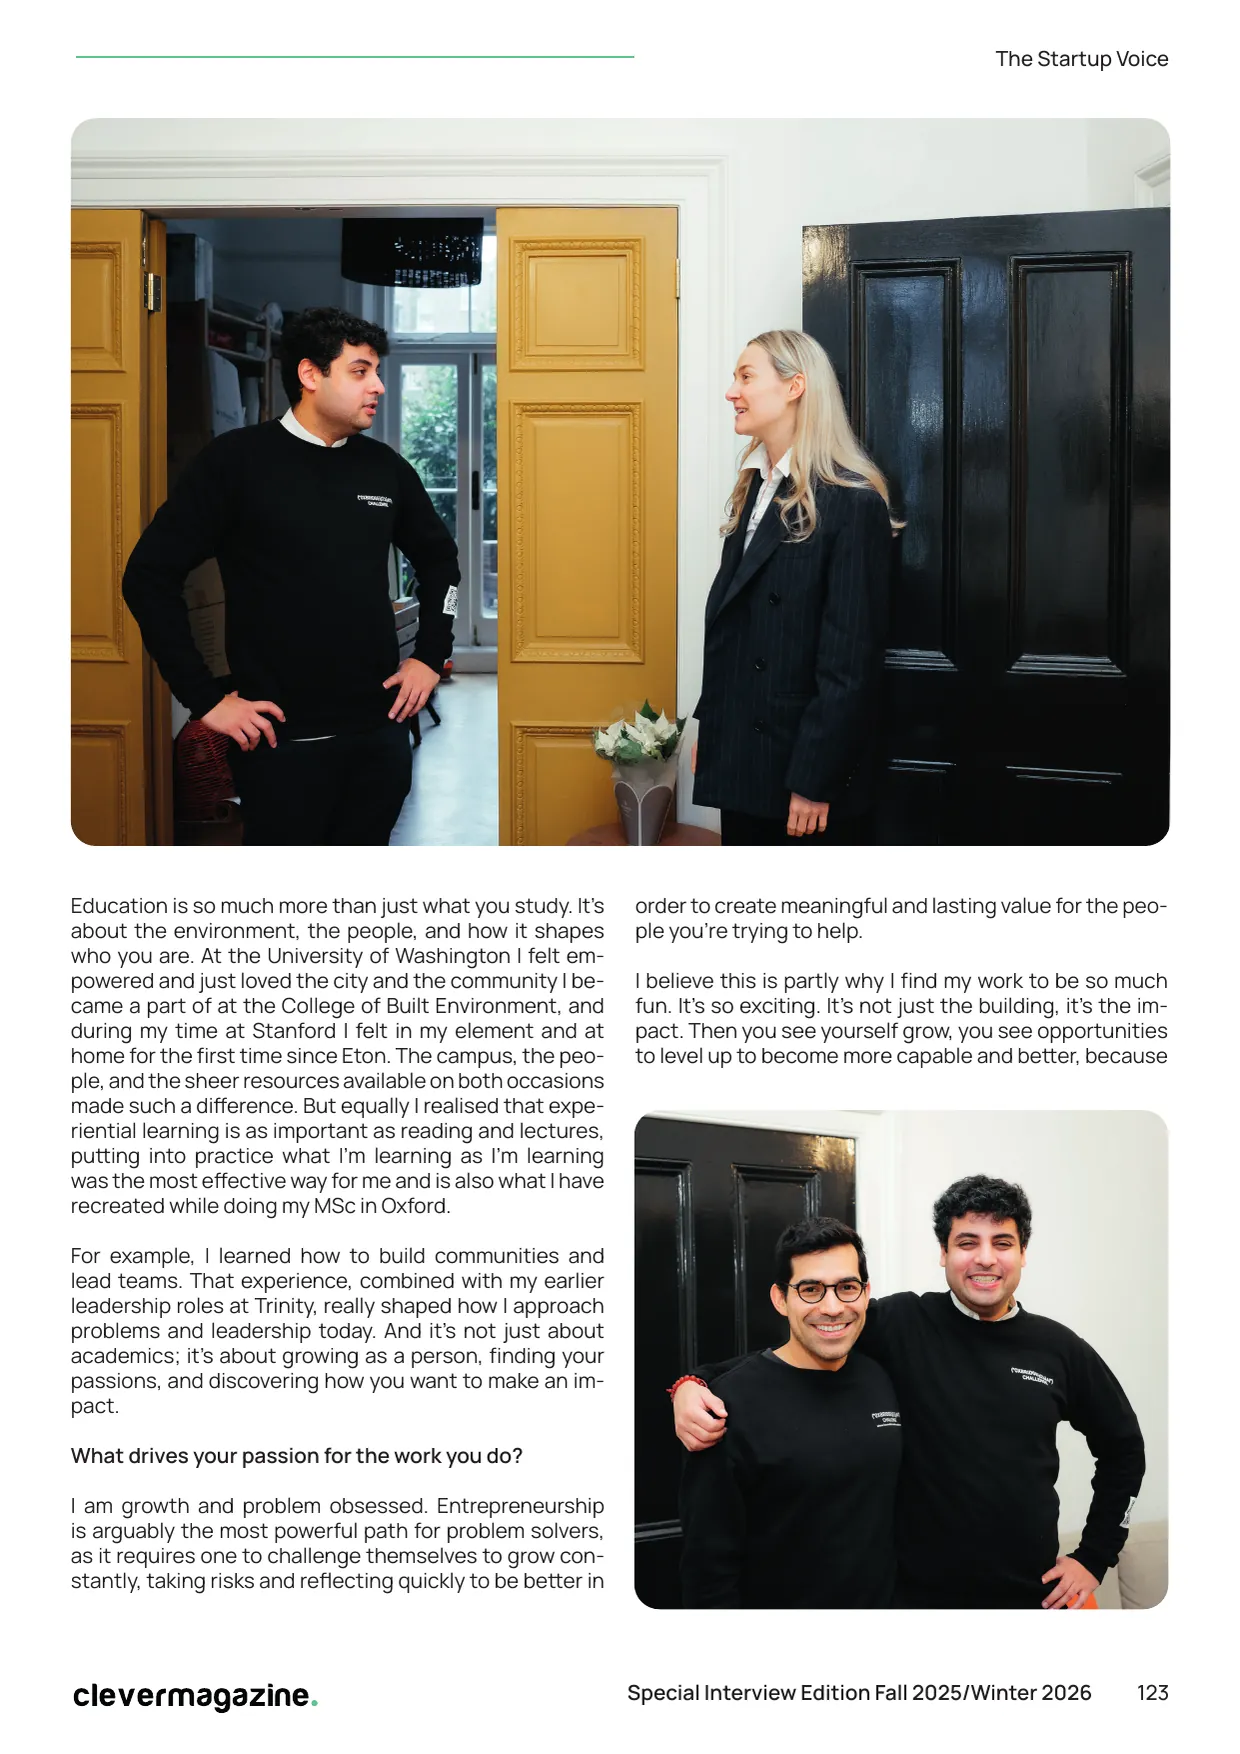 The Startup Voice
Education is so much more than just what you study. It's
about the environment, the people, and how it shapes
who you are. At the University of Washington I felt em-
powered and just loved the city and the community I be-
came a part of at the College of Built Environment, and
during my time at Stanford I felt in my element and at
home for the first time since Eton. The campus, the peo-
ple, and the sheer resources available on both occasions
made such a difference. But equally I realised that expe-
riential learning is as important as reading and lectures,
putting into practice what I'm learning as I'm learning
was the most effective way for me and is also what I have
recreated while doing my MSc in Oxford.
For example, I learned how to build communities and
lead teams. That experience, combined with my earlier
leadership roles at Trinity, really shaped how I approach
problems and leadership today. And it's not just about
academics; it's about growing as a person, finding your
passions, and discovering how you want to make an im-
pact.
What drives your passion for the work you do?
I am growth and problem obsessed. Entrepreneurship
is arguably the most powerful path for problem solvers,
as it requires one to challenge themselves to grow con-
stantly, taking risks and reflecting quickly to be better in
order to create meaningful and lasting value for the peo-
ple you're trying to help.
I believe this is partly why I find my work to be so much
fun. It's so exciting. It's not just the building, it's the im-
pact. Then you see yourself grow, you see opportunities
to level up to become more capable and better, because
CHALLENGE
CHALLENGE
clevermagazine.
Special Interview Edition Fall 2025/Winter 2026
123